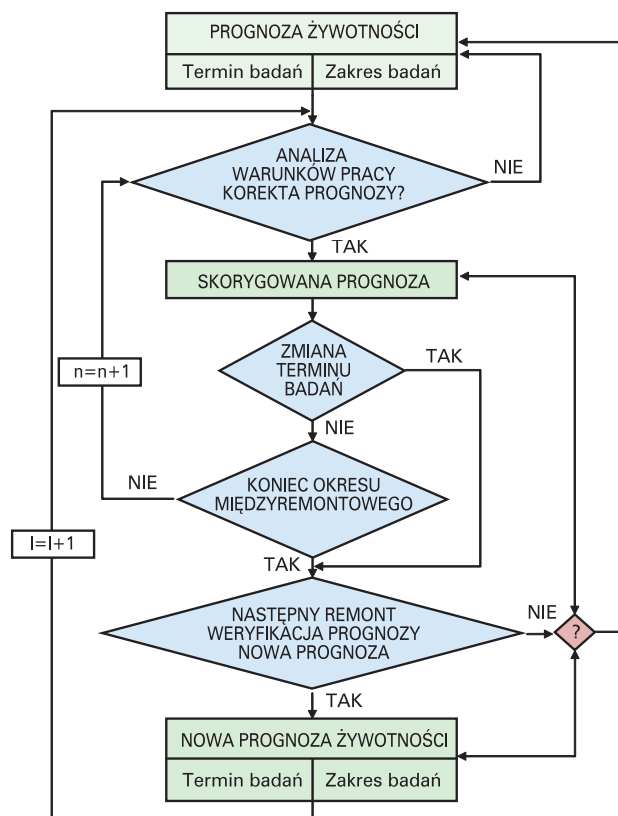 PROGNOZA ŻYWOTNOŚCI
Termin badań
Zakres badań
ANALIZA
WARUNKÓW PRACY
KOREKTA PROGNOZY?
NIE
TAK
SKORYGOWANA PROGNOZA
ZMIANA
TERMINU
BADAŃ
TAK
n=n+1
NIE
NIE
KONIEC OKRESU
MIĘDZYREMONTOWEGO
l=l+1
TAK
NASTĘPNY REMONT
WERYFIKACJA PROGNOZY
NOWA PROGNOZA
NIE
?
TAK
NOWA PROGNOZA ŻYWOTNOŚCI
Termin badań
Zakres badań